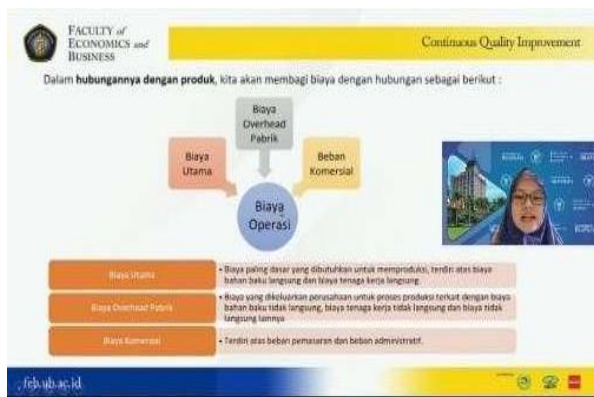 FACULTY of
ECONOMICS and
BUSINESS
Continuous Quality Improvement
Dalam hubungannya dengan produk, kita akan membagi biaya dengan hubungan sebagai berikut :
Biaya
Overhead
Pabrik
Biaya
Utama
Beban
Komersial
Biaya
Operasi
Biaya Utama
• Biaya paling dasar yang dibutuhkan untuk memproduksi, terdiri atas biaya
bahan baku langsung dan biaya tenaga kerja langsung.
Biaya Overhead Pabrik
• Biaya yang dikeluarkan perusahaan untuk proses produksi terkait dengan biaya
bahan baku tidak langsung, biaya tenaga kerja tidak langsung dan biaya tidak
langsung lainnya
Biaya Komersial
• Terdiri atas beban pemasaran dan beban administratif.
feb.ub.ac.id